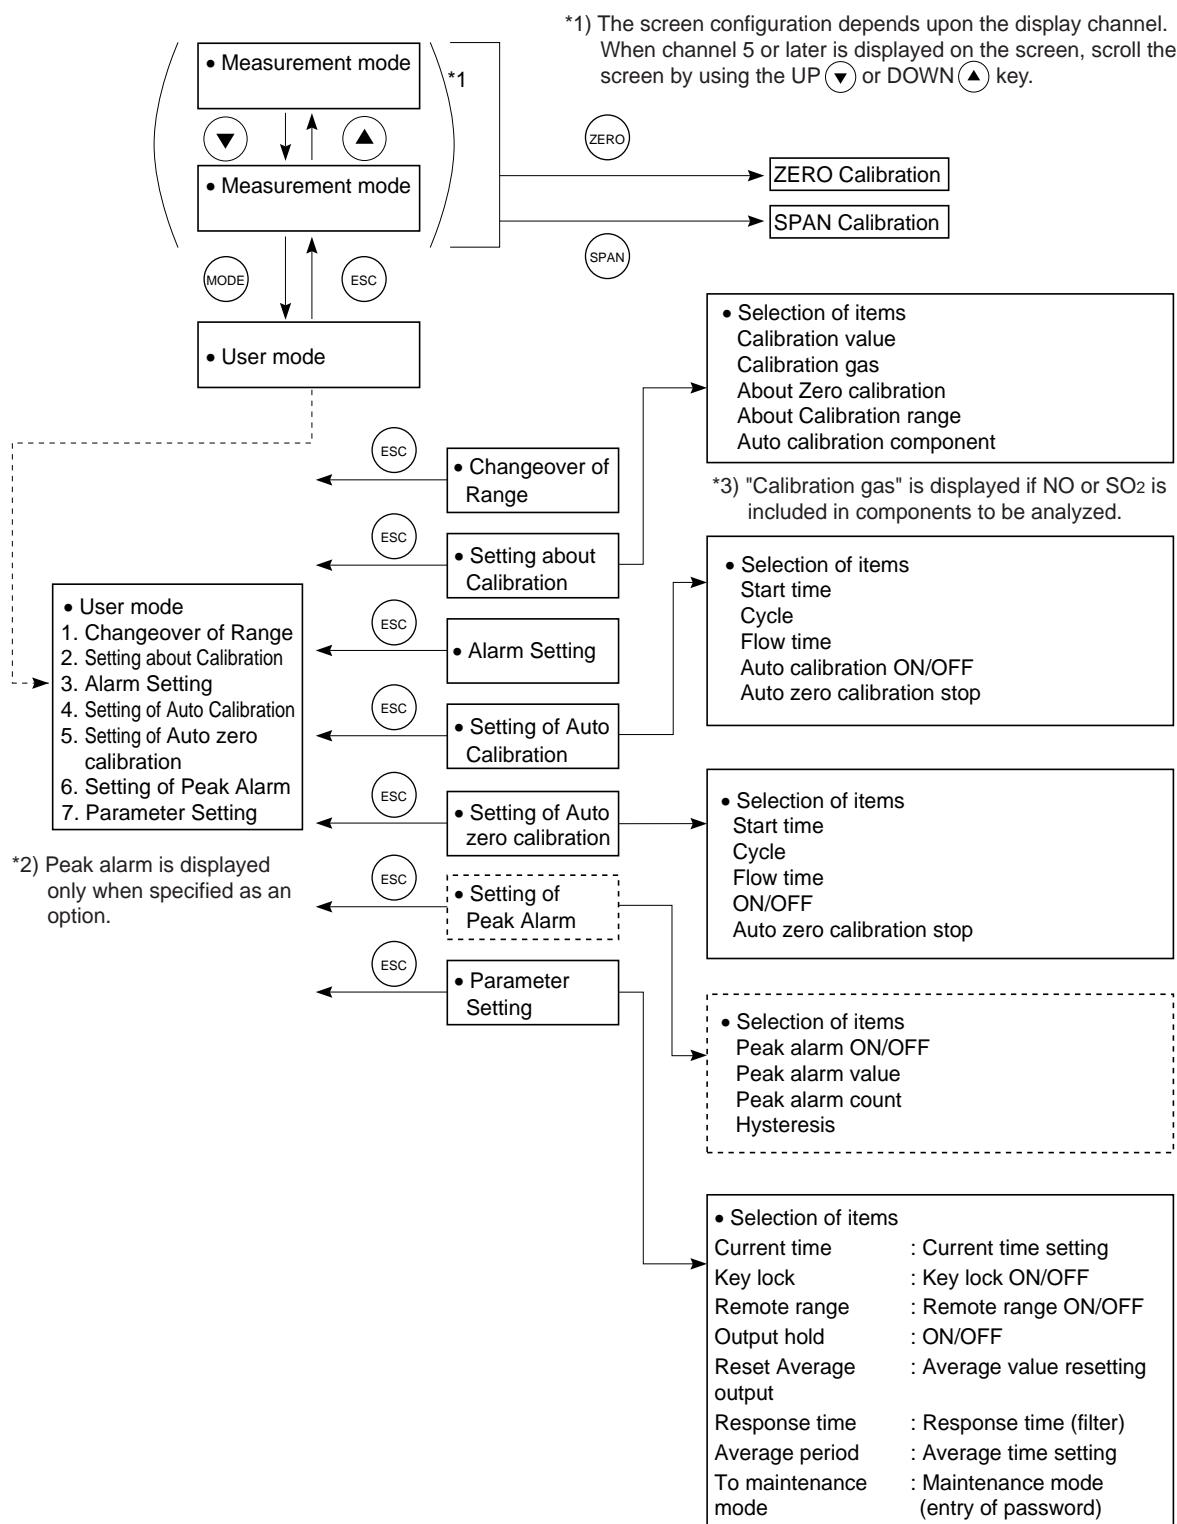 *1) The screen configuration depends upon the display channel.
When channel 5 or later is displayed on the screen, scroll the
screen by using the UP ▼ or DOWN ▲ key.
• Measurement mode
*1
▼ ▲
• Measurement mode
ZERO
ZERO Calibration
SPAN Calibration
SPAN
MODE ESC
• User mode
• Selection of items
Calibration value
Calibration gas
About Zero calibration
About Calibration range
Auto calibration component
*3) "Calibration gas" is displayed if NO or SO2 is
included in components to be analyzed.
ESC
• Changeover of
Range
ESC
• Setting about
Calibration
• Selection of items
Start time
Cycle
Flow time
Auto calibration ON/OFF
Auto zero calibration stop
• User mode
1. Changeover of Range
2. Setting about Calibration
3. Alarm Setting
4. Setting of Auto Calibration
5. Setting of Auto zero
calibration
6. Setting of Peak Alarm
7. Parameter Setting
ESC
• Alarm Setting
ESC
• Setting of Auto
Calibration
ESC
• Setting of Auto
zero calibration
• Selection of items
Start time
Cycle
Flow time
ON/OFF
Auto zero calibration stop
*2) Peak alarm is displayed
only when specified as an
option.
ESC
• Setting of
Peak Alarm
ESC
• Parameter
Setting
• Selection of items
Peak alarm ON/OFF
Peak alarm value
Peak alarm count
Hysteresis
• Selection of items
Current time : Current time setting
Key lock : Key lock ON/OFF
Remote range : Remote range ON/OFF
Output hold : ON/OFF
Reset Average : Average value resetting
output
Response time : Response time (filter)
Average period : Average time setting
To maintenance : Maintenance mode
mode (entry of password)